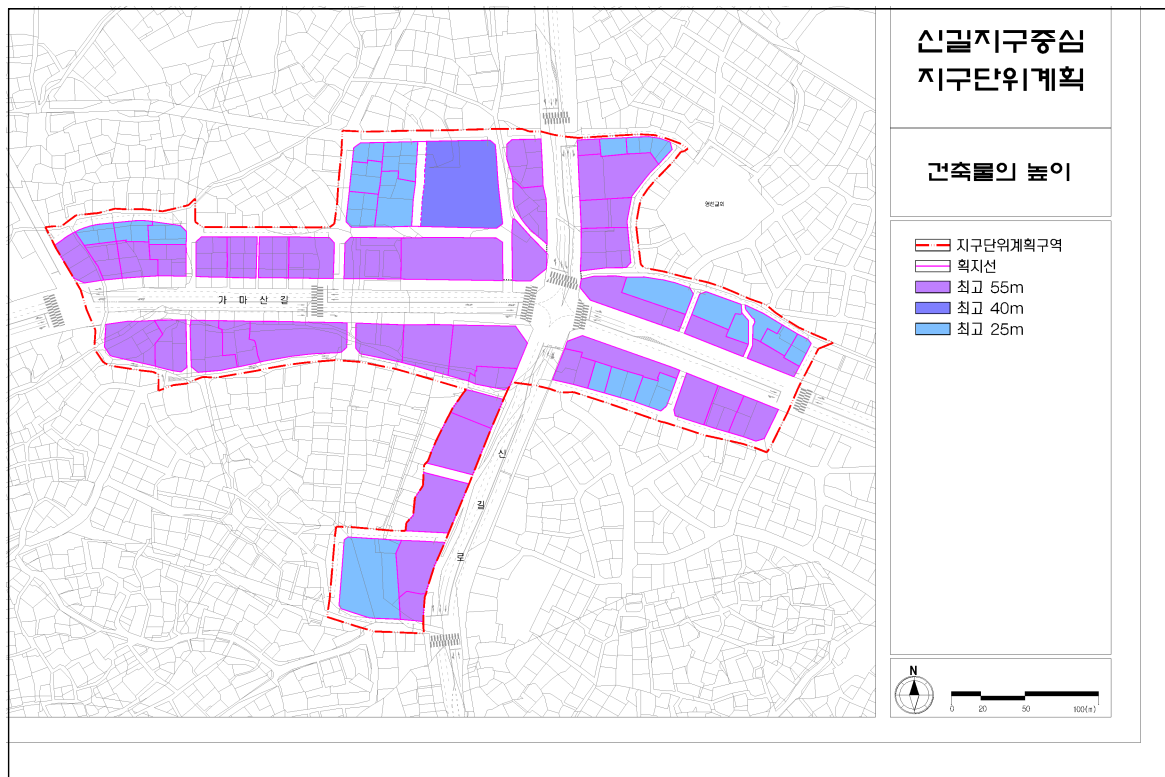 신길지구중심
지구단위계획
건축물의 높이
지구단위계획구역
획지선
최고 55m
최고 40m
최고 25m
가 마 산 길
신
길
로
N
0 20 50 100(m)